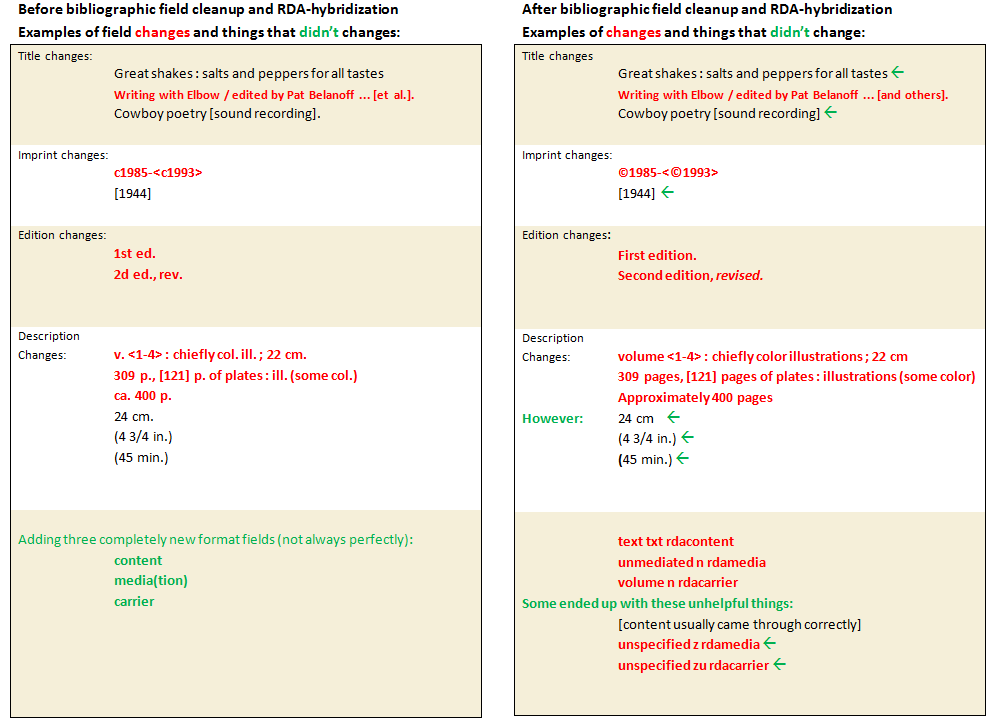 Before bibliographic field cleanup and RDA-hybridization
Examples of field changes and things that didn't changes:
Title changes:
Great shakes : salts and peppers for all tastes
Writing with Elbow / edited by Pat Belanoff ... [et al.].
Cowboy poetry [sound recording].
Imprint changes:
c1985-<c1993>
[1944]
Edition changes:
1st ed.
2d ed., rev.
Description
Changes: v. <1-4> : chiefly col. ill. ; 22 cm.
309 p., [121] p. of plates : ill. (some col.)
ca. 400 p.
24 cm.
(4 3/4 in.)
(45 min.)
Adding three completely new format fields (not always perfectly):
content
media(tion)
carrier
After bibliographic field cleanup and RDA-hybridization
Examples of changes and things that didn't change:
Title changes
Great shakes : salts and peppers for all tastes ←
Writing with Elbow / edited by Pat Belanoff ... [and others].
Cowboy poetry [sound recording] ←
Imprint changes:
©1985-<©1993>
[1944] ←
Edition changes:
First edition.
Second edition, revised.
Description
Changes: volume <1-4> : chiefly color illustrations ; 22 cm
309 pages, [121] pages of plates : illustrations (some color)
Approximately 400 pages
However: 24 cm ←
(4 3/4 in.) ←
(45 min.) ←
text txt rdacontent
unmediated n rdamedia
volume n rdacarrier
Some ended up with these unhelpful things:
[content usually came through correctly]
unspecified z rdamedia ←
unspecified zu rdacarrier ←